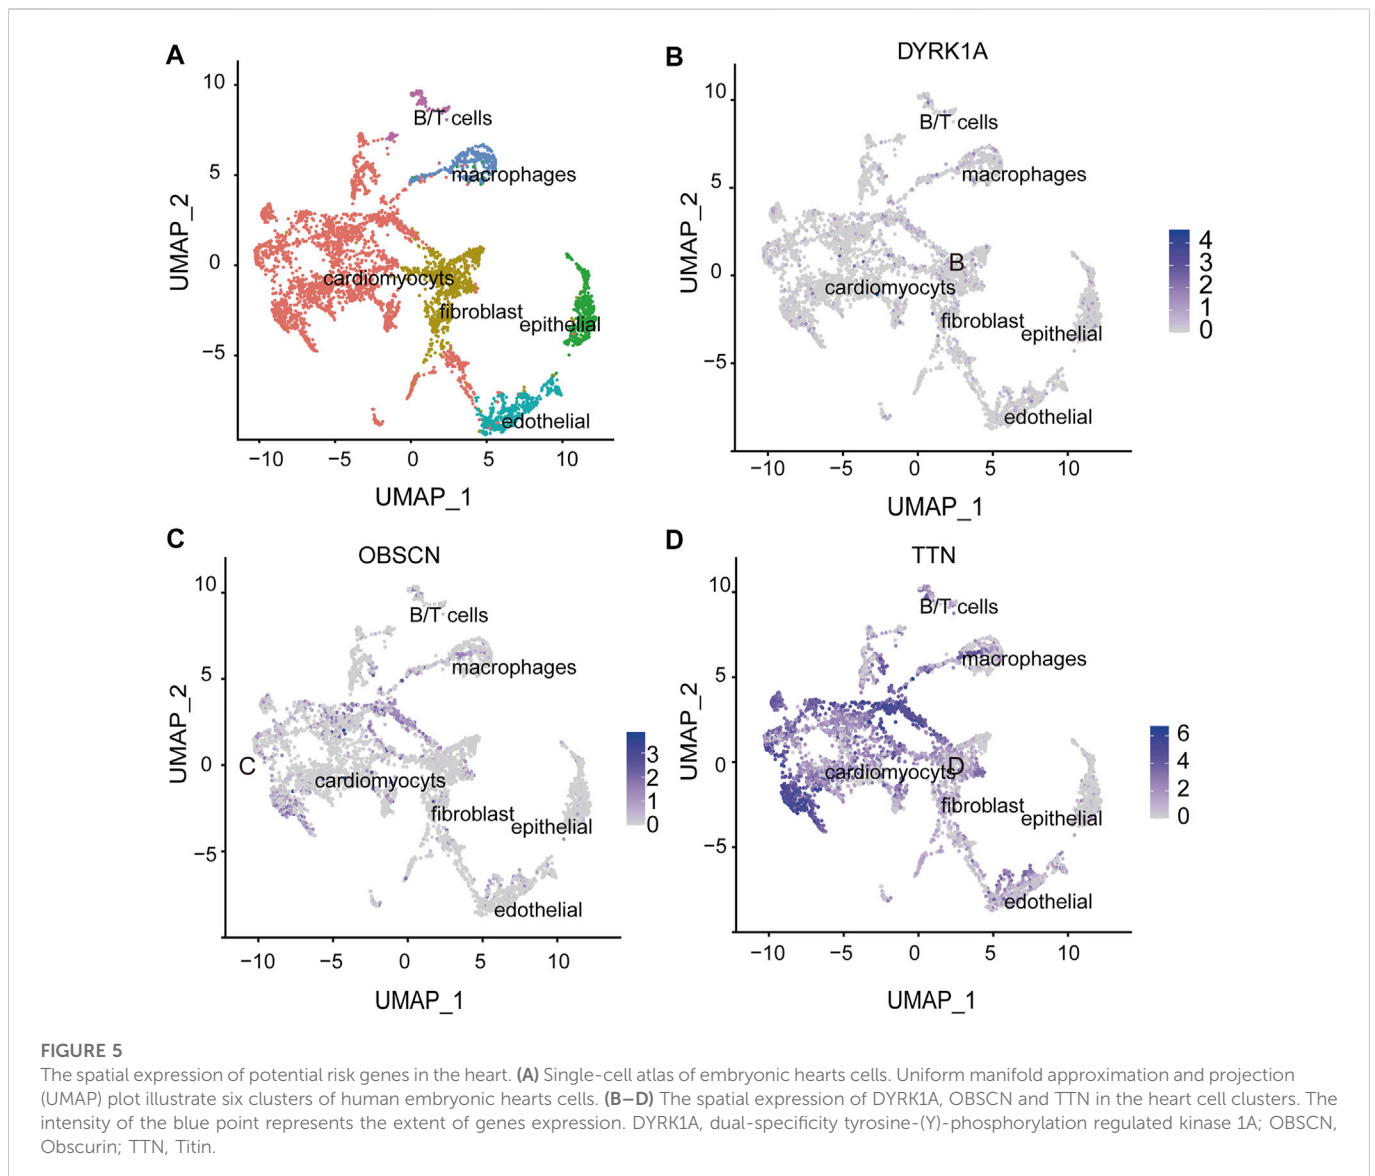 A
10
5
0
−5
UMAP_2
B/T cells
macrophages
cardiomyocyts
fibroblast
epithelial
edothelial
−10 −5 0 5 10
UMAP_1
B
DYRK1A
10
5
0
−5
UMAP_2
B/T cells
macrophages
B
cardiomyocyts
fibroblast
epithelial
edothelial
−10 −5 0 5 10
UMAP_1
4
3
2
1
0
C
OBSCN
10
5
0
−5
UMAP_2
B/T cells
macrophages
C
cardiomyocyts
fibroblast
epithelial
edothelial
−10 −5 0 5 10
UMAP_1
3
2
1
0
D
TTN
10
5
0
−5
UMAP_2
B/T cells
macrophages
D
cardiomyocyts
fibroblast
epithelial
edothelial
−10 −5 0 5 10
UMAP_1
6
4
2
0
FIGURE 5
The spatial expression of potential risk genes in the heart. (A) Single-cell atlas of embryonic hearts cells. Uniform manifold approximation and projection
(UMAP) plot illustrate six clusters of human embryonic hearts cells. (B–D) The spatial expression of DYRK1A, OBSCN and TTN in the heart cell clusters. The
intensity of the blue point represents the extent of genes expression. DYRK1A, dual-specificity tyrosine-(Y)-phosphorylation regulated kinase 1A; OBSCN,
Obscurin; TTN, Titin.